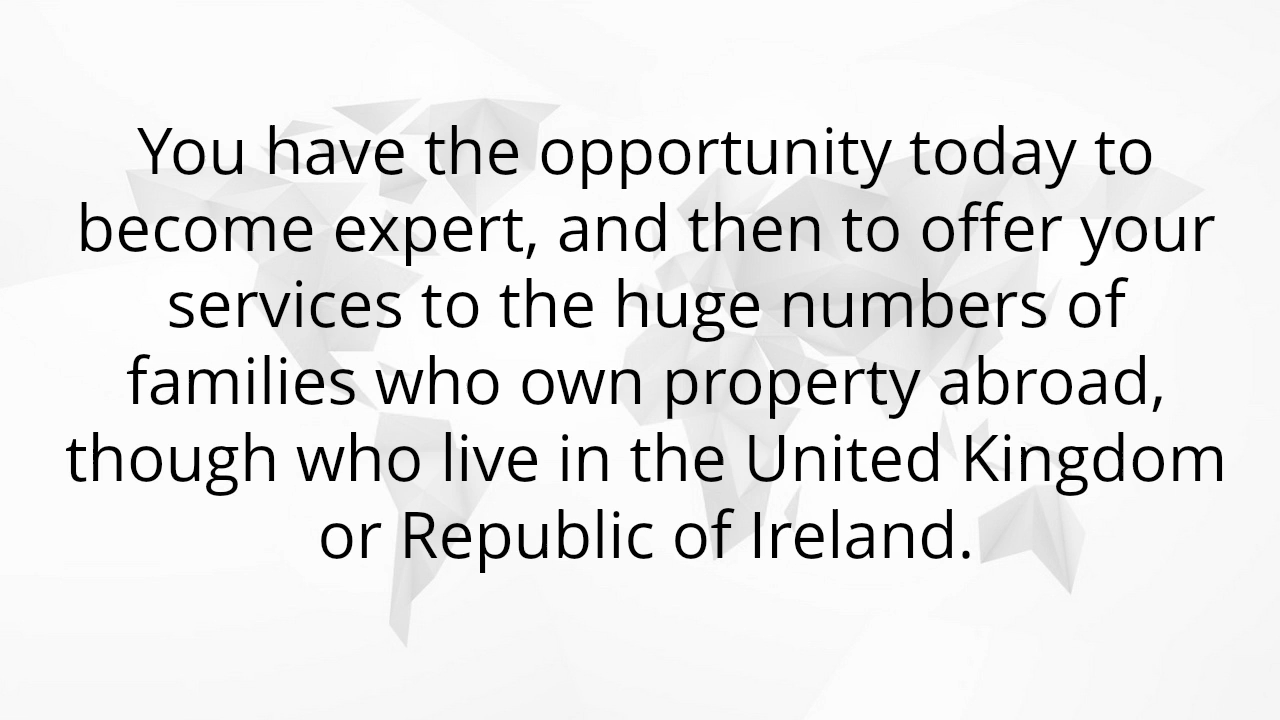 You have the opportunity today to
become expert, and then to offer your
services to the huge numbers of
families who own property abroad,
though who live in the United Kingdom
or Republic of Ireland.